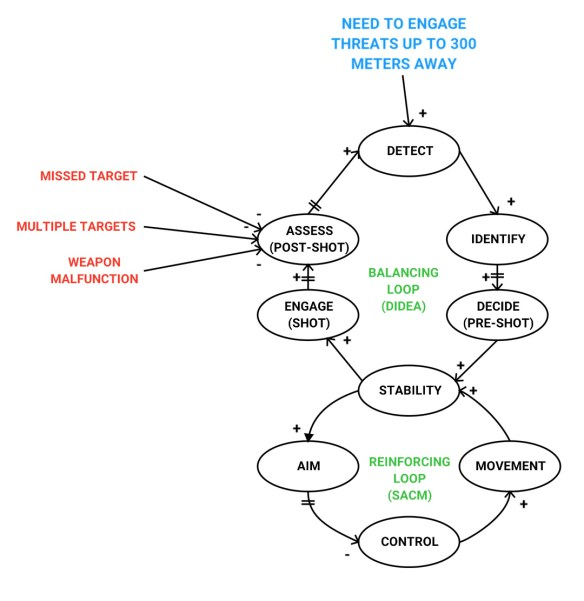 NEED TO ENGAGE
THREATS UP TO 300
METERS AWAY
+
DETECT
+
MISSED TARGET
+
-
MULTIPLE TARGETS
-
ASSESS
(POST-SHOT)
IDENTIFY
WEAPON
MALFUNCTION
-
+
BALANCING
LOOP
(DIDEA)
+
ENGAGE
(SHOT)
DECIDE
(PRE-SHOT)
+
+
STABILITY
+
+
AIM
REINFORCING
LOOP
(SACM)
MOVEMENT
+
CONTROL
-